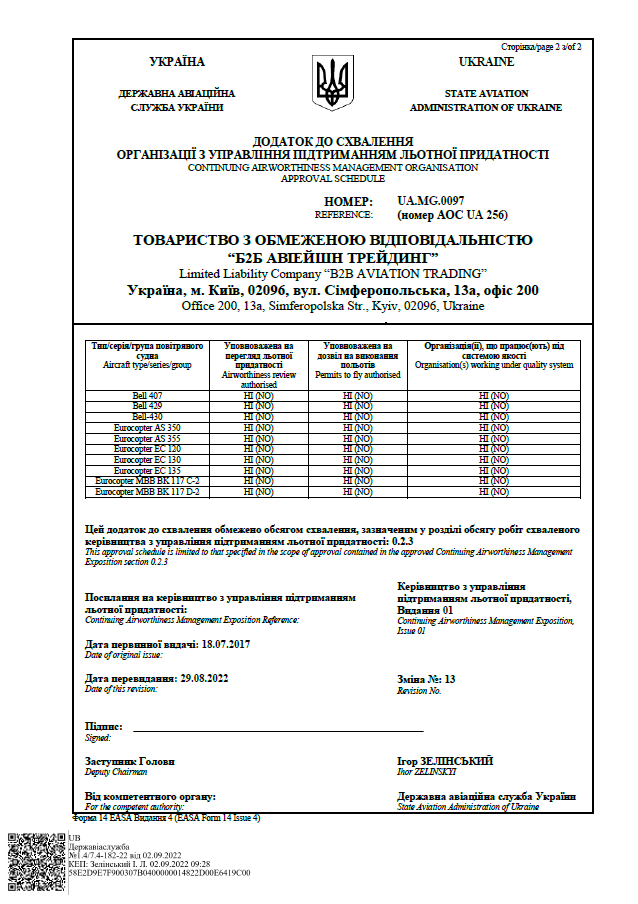 Сторінка/page 2 з/of 2
УКРАЇНА
UKRAINE
ДЕРЖАВНА АВІАЦІЙНА
СЛУЖБА УКРАЇНИ
STATE AVIATION
ADMINISTRATION OF UKRAINE
ДОДАТОК ДО СХВАЛЕННЯ
ОРГАНІЗАЦІЇ З УПРАВЛІННЯ ПІДТРИМАННЯМ ЛЬОТНОЇ ПРИДАТНОСТІ
CONTINUING AIRWORTHINESS MANAGEMENT ORGANISATION
APPROVAL SCHEDULE
НОМЕР: UA.MG.0097
REFERENCE: (номер АОС UA 256)
ТОВАРИСТВО З ОБМЕЖЕНОЮ ВІДПОВІДАЛЬНІСТЮ
“Б2Б АВІЕЙШН ТРЕЙДИНГ”
Limited Liability Company “B2B AVIATION TRADING”
Україна, м. Київ, 02096, вул. Сімферопольська, 13а, офіс 200
Office 200, 13a, Simferopolska Str., Kyiv, 02096, Ukraine
Тип/серія/група повітряного
судна
Aircraft type/series/group
Уповноважена на
перегляд льотної
придатності
Airworthiness review
authorised
Уповноважена на
дозвіл на виконання
польотів
Permits to fly authorised
Організація(ії), що працює(ють) під
системою якості
Organisation(s) working under quality system
Bell 407 НІ (NO) НІ (NO) НІ (NO)
Bell 429 НІ (NO) НІ (NO) НІ (NO)
Bell-430 НІ (NO) НІ (NO) НІ (NO)
Eurocopter AS 350 НІ (NO) НІ (NO) НІ (NO)
Eurocopter AS 355 НІ (NO) НІ (NO) НІ (NO)
Eurocopter EC 120 НІ (NO) НІ (NO) НІ (NO)
Eurocopter EC 130 НІ (NO) НІ (NO) НІ (NO)
Eurocopter EC 135 НІ (NO) НІ (NO) НІ (NO)
Eurocopter MBB BK 117 C-2 НІ (NO) НІ (NO) НІ (NO)
Eurocopter MBB BK 117 D-2 НІ (NO) НІ (NO) НІ (NO)
Цей додаток до схвалення обмежено обсягом схвалення, зазначеним у розділі обсягу робіт схваленого
керівництва з управління підтриманням льотної придатності: 0.2.3
This approval schedule is limited to that specified in the scope of approval contained in the approved Continuing Airworthiness Management
Exposition section 0.2.3
Посилання на керівництво з управління підтриманням
льотної придатності:
Continuing Airworthiness Management Exposition Reference:
Керівництво з управління
підтриманням льотної придатності,
Видання 01
Continuing Airworthiness Management Exposition,
Issue 01
Дата первинної видачі: 18.07.2017
Date of original issue:
Дата перевидання: 29.08.2022
Date of this revision:
Зміна №: 13
Revision No.
Підпис:
Signed:
Заступник Голови
Deputy Chairman
Ігор ЗЕЛІНСЬКИЙ
Ihor ZELINSKYI
Від компетентного органу:
For the competent authority:
Державна авіаційна служба України
State Aviation Administration of Ukraine
Форма 14 EASA Видання 4 (EASA Form 14 Issue 4)
UB
Державіаслужба
№1.4/7.4-182-22 від 02.09.2022
КЕП: Зелінський І. Л. 02.09.2022 09:28
58E2D9E7F900307B0400000014822D00E6419C00